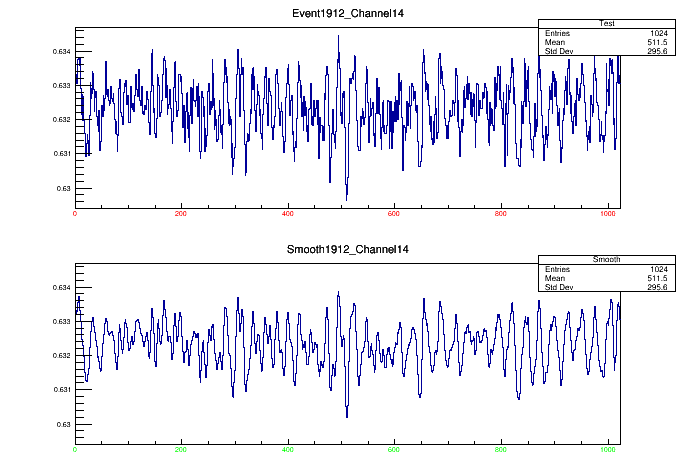 Event1912_Channel14
Test
Entries 1024
Mean 511.5
Std Dev 295.6
0.634
0.633
0.632
0.631
0.63
0 200 400 600 800 1000
Smooth1912_Channel14
Smooth
Entries 1024
Mean 511.5
Std Dev 295.6
0.634
0.633
0.632
0.631
0.63
0 200 400 600 800 1000